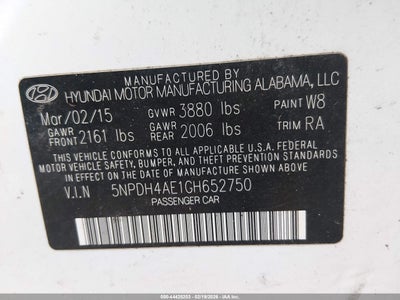 MANUFACTURED BY
HYUNDAI MOTOR MANUFACTURING ALABAMA, LLC
Mar/02/15 GVWR 3880 lbs PAINT W8
GAWR FRONT 2161 lbs GAWR REAR 2006 lbs TRIM RA
THIS VEHICLE CONFORMS TO ALL APPLICABLE U.S.A. FEDERAL
MOTOR VEHICLE SAFETY, BUMPER, AND THEFT PREVENTION STANDARDS
IN EFFECT ON THE DATE OF MANUFACTURE SHOWN ABOVE.
V.I.N 5NPDH4AE1GH652750
PASSENGER CAR